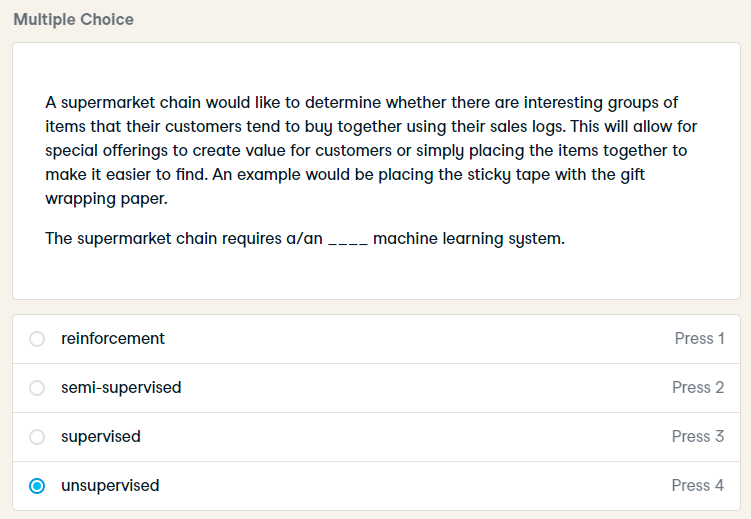 Multiple Choice
A supermarket chain would like to determine whether there are interesting groups of
items that their customers tend to buy together using their sales logs. This will allow for
special offerings to create value for customers or simply placing the items together to
make it easier to find. An example would be placing the sticky tape with the gift
wrapping paper.
The supermarket chain requires a/an ____ machine learning system.
reinforcement Press 1
semi-supervised Press 2
supervised Press 3
unsupervised Press 4